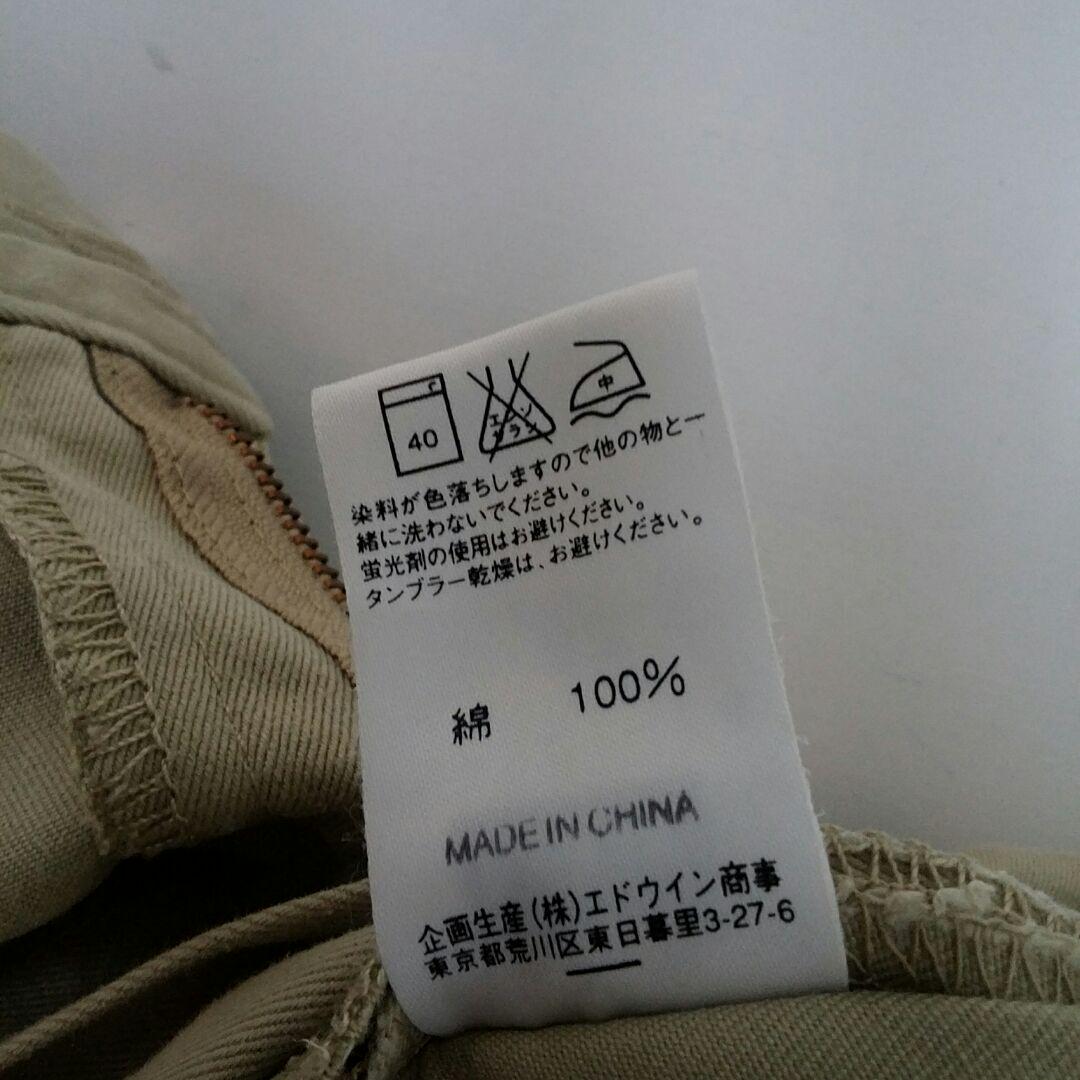 40 エンソ サラシ 中
染料が色落ちしますので他の物と一
緒に洗わないでください。
蛍光剤の使用はお避けください。
タンブラー乾燥は、お避けください。
綿 100%
MADE IN CHINA
企画生産(株)エドウイン商事
東京都荒川区東日暮里3-27-6